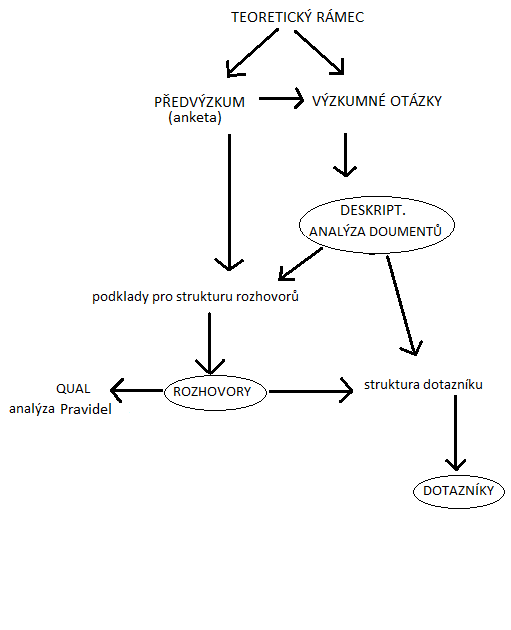 TEORETICKÝ RÁMEC
PŘEDVÝZKUM
(anketa)
VÝZKUMNÉ OTÁZKY
DESKRIPT.
ANALÝZA DOUMENTŮ
podklady pro strukturu rozhovorů
QUAL
analýza Pravidel
ROZHOVORY
struktura dotazníku
DOTAZNÍKY